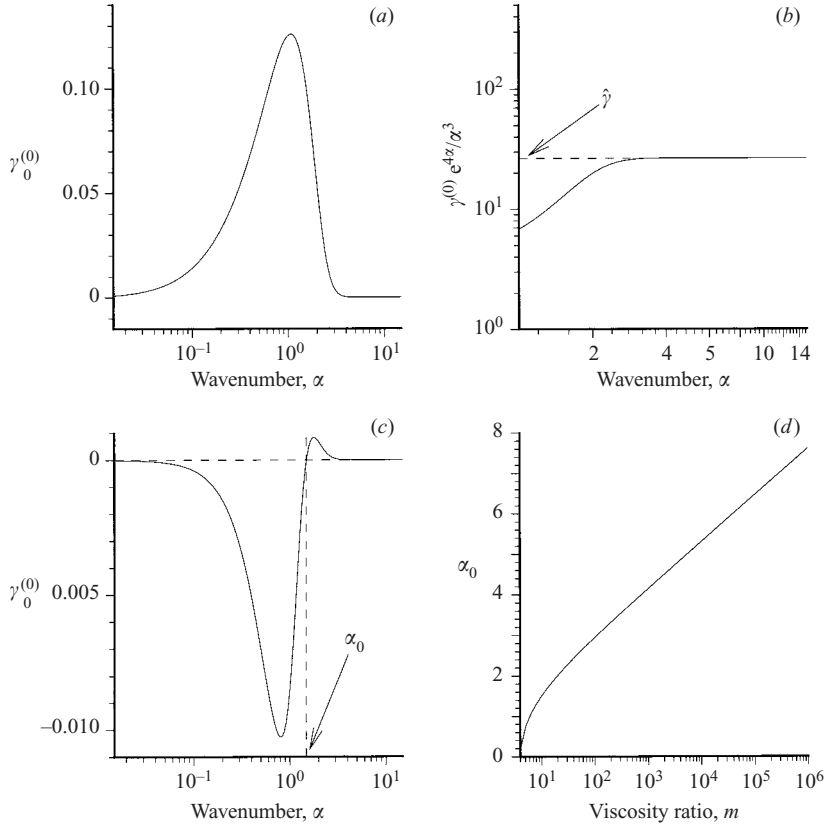 (a)
0.10
0.05
0
γ₀⁽⁰⁾
10⁻¹
10⁰
10¹
Wavenumber, α
(b)
γ̂
10²
10¹
10⁰
γ⁽⁰⁾ e⁴ᵅ/α³
2
4
5
10
14
Wavenumber, α
(c)
0
0.005
−0.010
γ₀⁽⁰⁾
α₀
10⁻¹
10⁰
10¹
Wavenumber, α
(d)
8
6
α₀
4
2
0
10¹
10²
10³
10⁴
10⁵
10⁶
Viscosity ratio, m